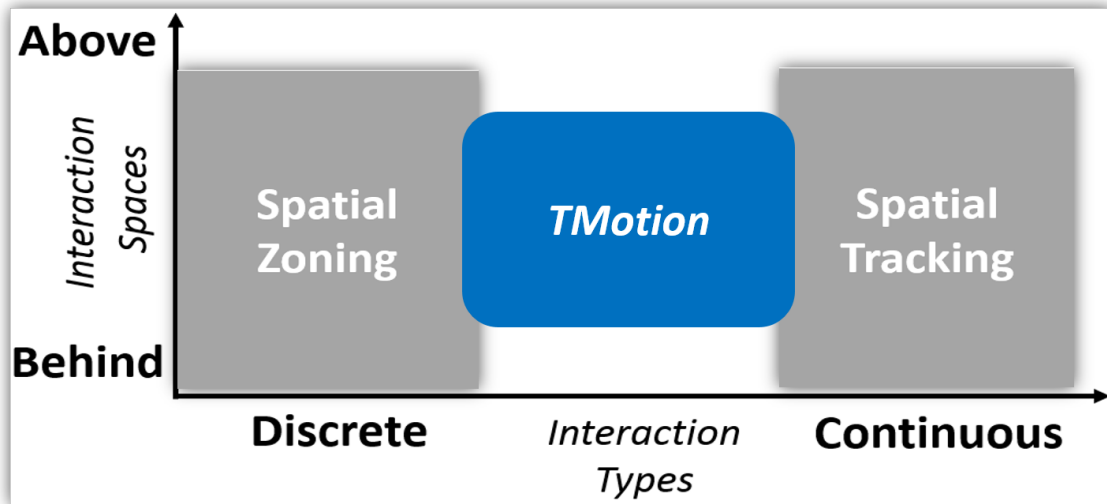 Above
Interaction
Spaces
Behind
Spatial
Zoning
TMotion
Spatial
Tracking
Discrete
Interaction
Types
Continuous